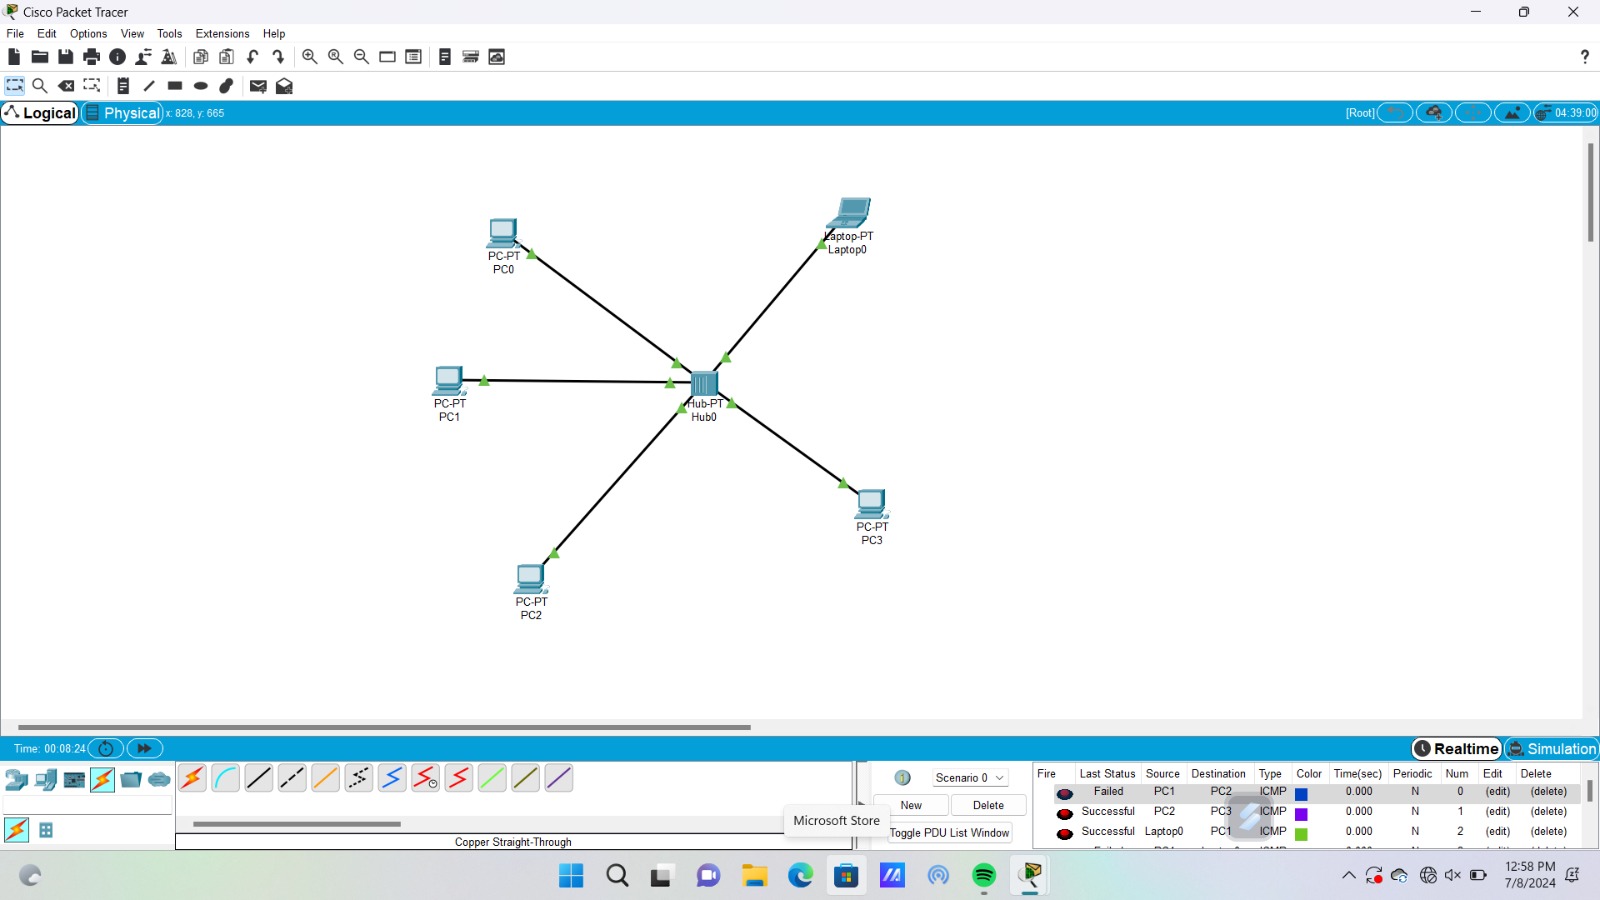 Cisco Packet Tracer
File Edit Options View Tools Extensions Help
?
Logical Physical x: 828, y: 665 [Root] 04:39:00
Laptop-PT
Laptop0
PC-PT
PC0
PC-PT
PC1
Hub-PT
Hub0
PC-PT
PC3
PC-PT
PC2
Time: 00:08:24 Realtime Simulation
Scenario 0
New Delete
Toggle PDU List Window
Fire Last Status Source Destination Type Color Time(sec) Periodic Num Edit Delete
Failed PC1 PC2 ICMP 0.000 N 0 (edit) (delete)
Successful PC2 PC3 ICMP 0.000 N 1 (edit) (delete)
Successful Laptop0 PC1 ICMP 0.000 N 2 (edit) (delete)
Microsoft Store
Copper Straight-Through
12:58 PM
7/8/2024